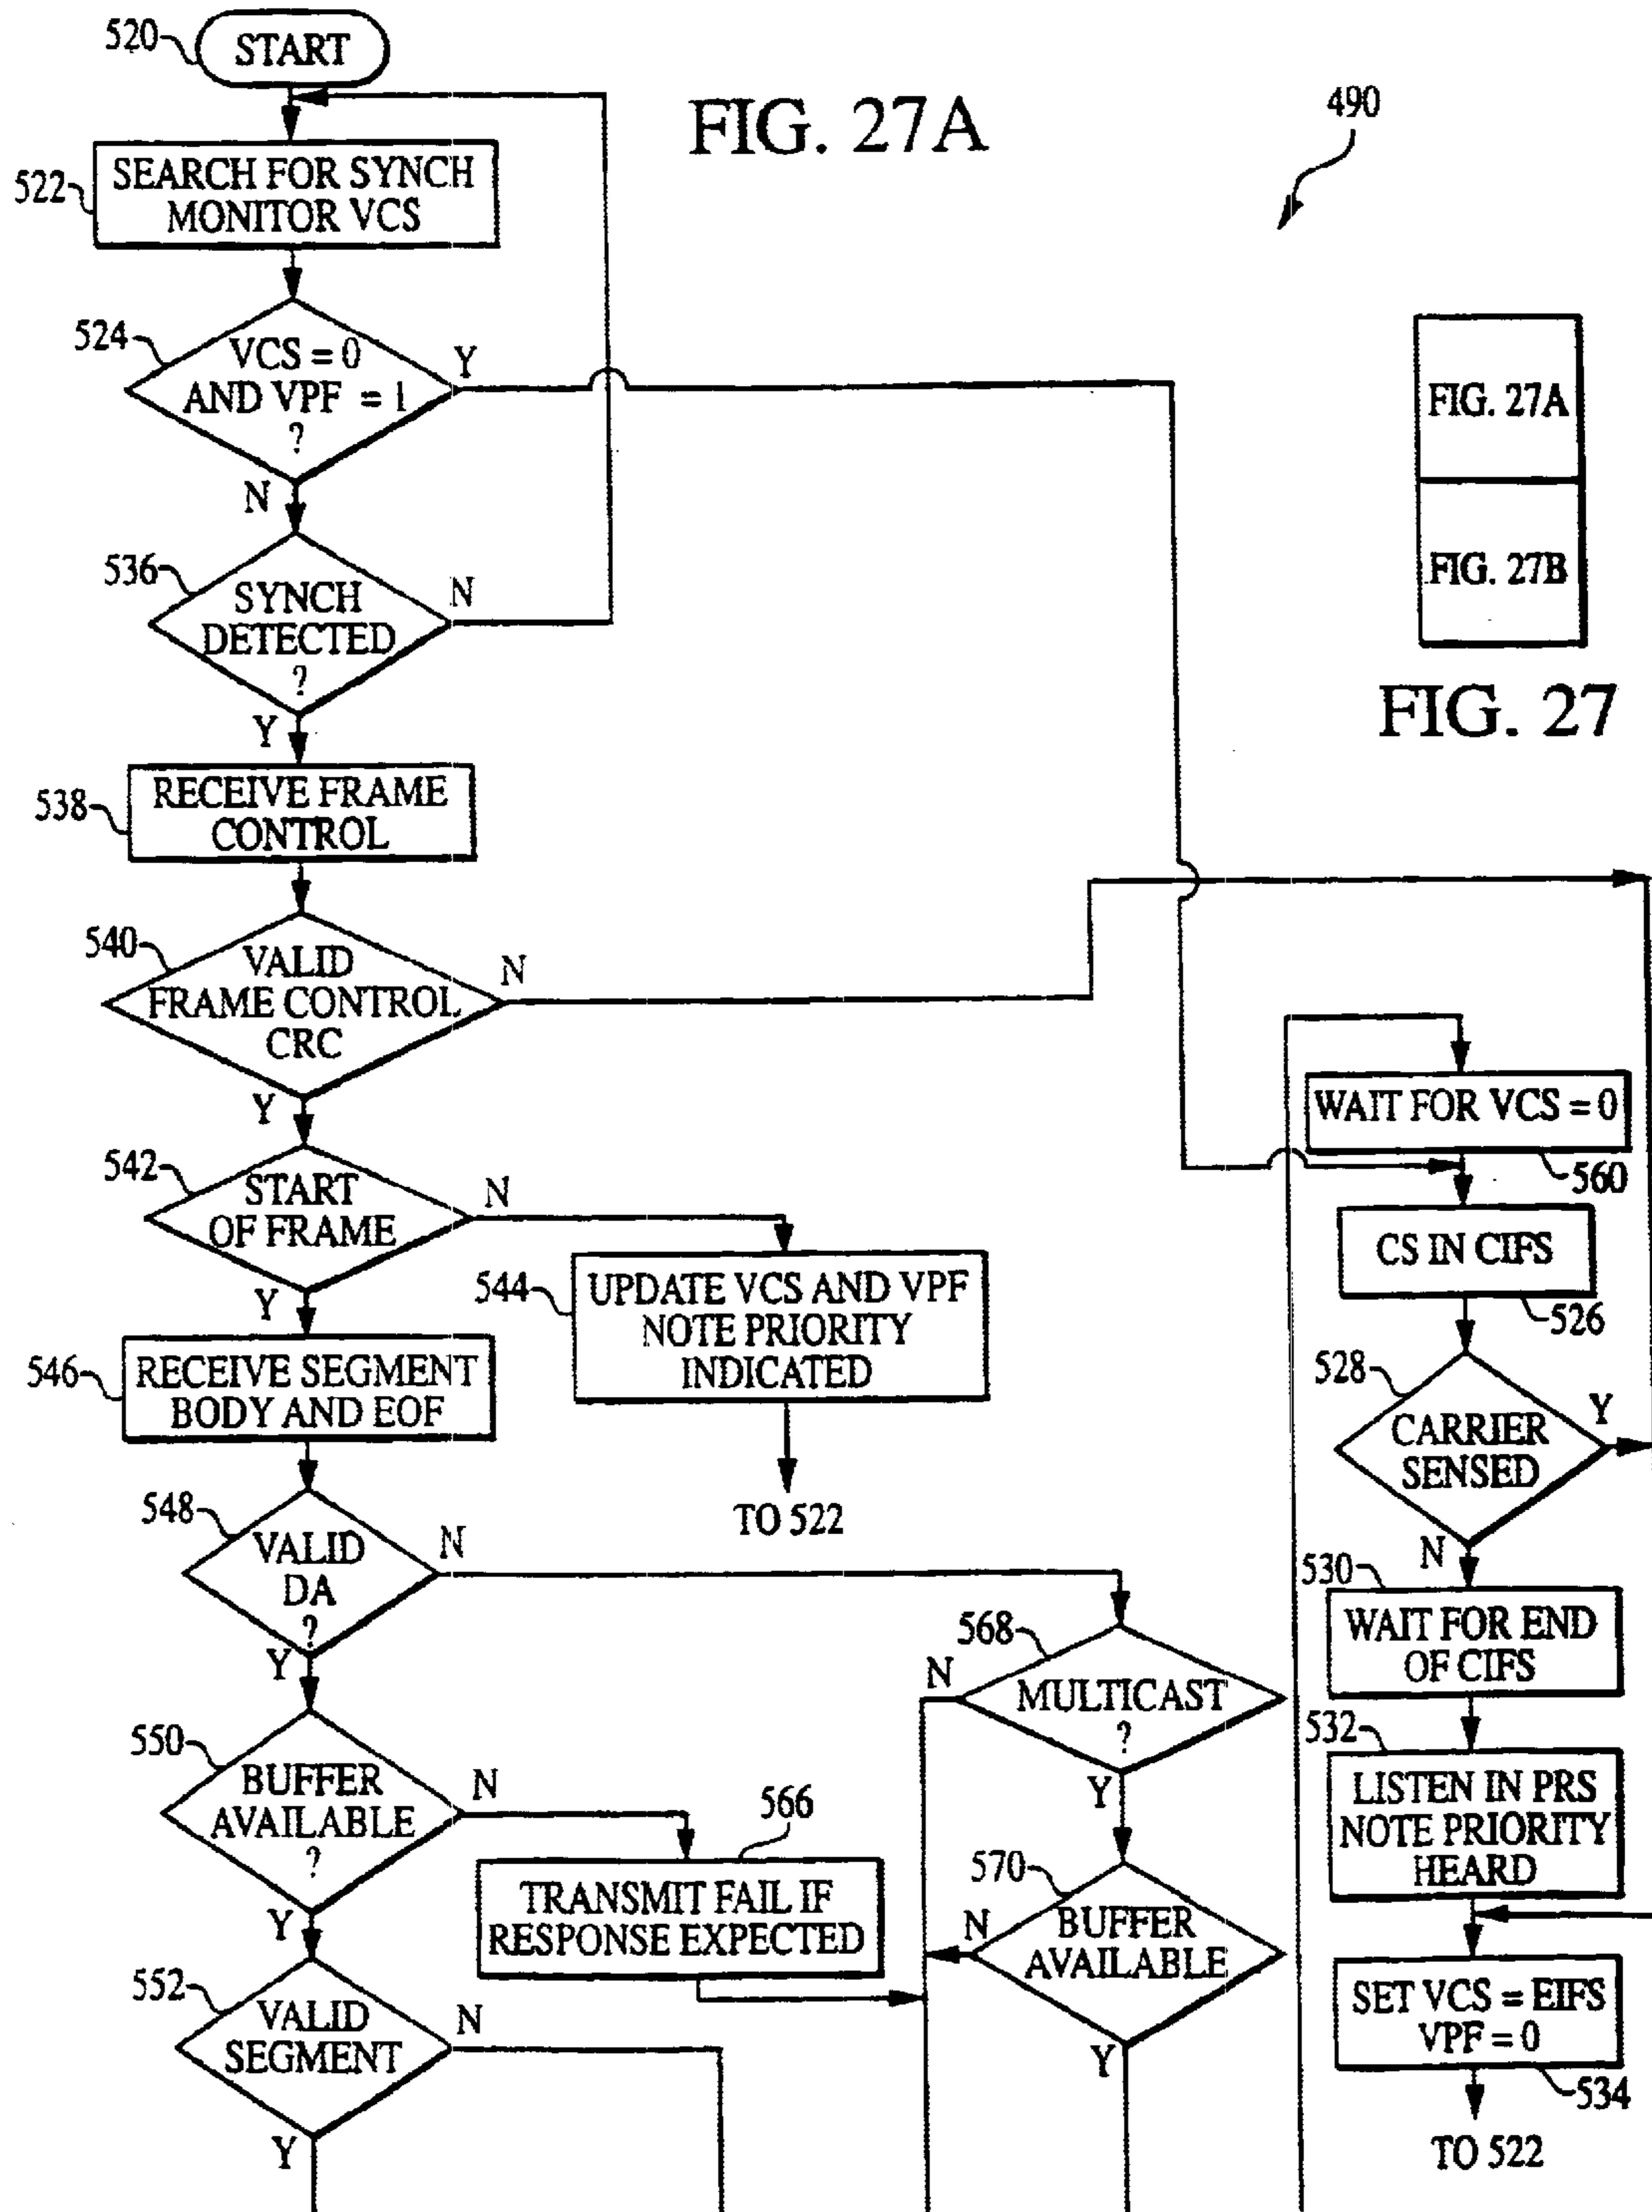 520
START
FIG. 27A
490
522
SEARCH FOR SYNCH
MONITOR VCS
524
VCS = 0
AND VPF = 1
?
Y
N
FIG. 27A
FIG. 27B
FIG. 27
536
SYNCH
DETECTED
?
N
Y
538
RECEIVE FRAME
CONTROL
540
VALID
FRAME CONTROL
CRC
N
Y
542
START
OF FRAME
N
Y
544
UPDATE VCS AND VPF
NOTE PRIORITY
INDICATED
TO 522
546
RECEIVE SEGMENT
BODY AND EOF
548
VALID
DA
?
N
Y
550
BUFFER
AVAILABLE
?
N
Y
566
TRANSMIT FAIL IF
RESPONSE EXPECTED
552
VALID
SEGMENT
N
Y
568
MULTICAST
?
N
Y
570
BUFFER
AVAILABLE
N
Y
WAIT FOR VCS = 0
560
CS IN CIFS
526
528
CARRIER
SENSED
Y
N
530
WAIT FOR END
OF CIFS
532
LISTEN IN PRS
NOTE PRIORITY
HEARD
SET VCS = EIFS
VPF = 0
534
TO 522